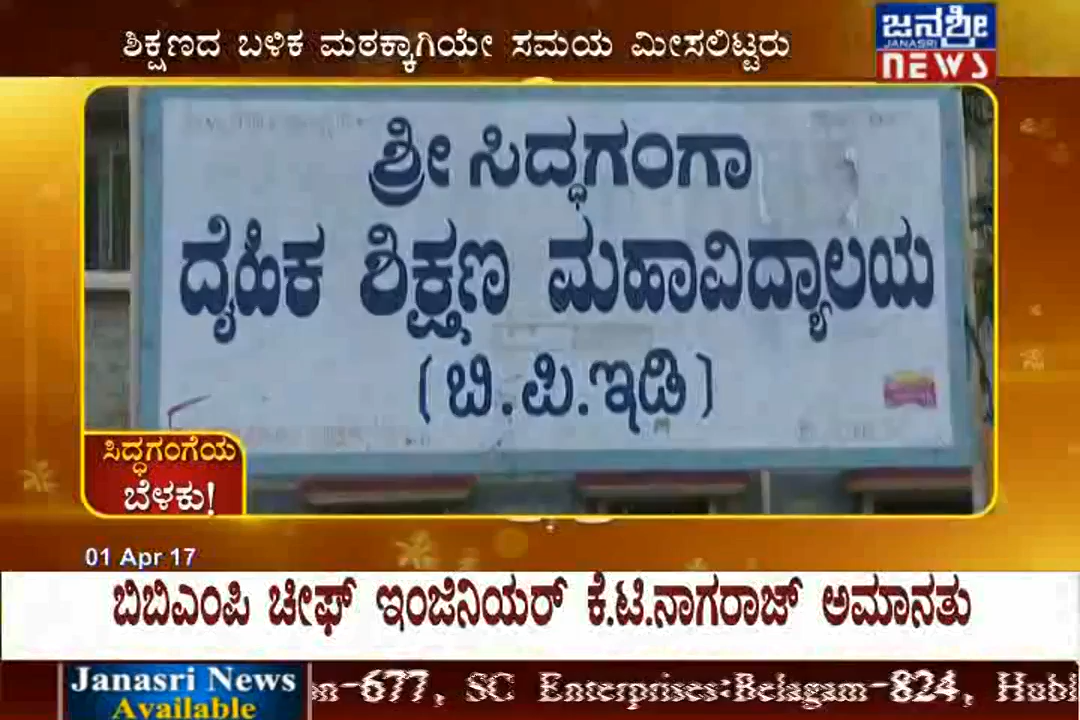 ಶಿಕ್ಷಣದ ಬಳಿಕ ಮಠಕ್ಕಾಗಿಯೇ ಸಮಯ ಮೀಸಲಿಟ್ಟರು
ಜನಶ್ರೀ
JANASRI
NEWS
ಶ್ರೀ ಸಿದ್ಧಗಂಗಾ
ದೈಹಿಕ ಶಿಕ್ಷಣ ಮಹಾವಿದ್ಯಾಲಯ
(ಬಿ.ಪಿ.ಇಡಿ)
ಸಿದ್ಧಗಂಗೆಯ
ಬೆಳಕು!
01 Apr 17
ಬಿಬಿಎಂಪಿ ಚೀಫ್ ಇಂಜಿನಿಯರ್ ಕೆ.ಟಿ.ನಾಗರಾಜ್ ಅಮಾನತು
Janasri News
Available
-677, SC Enterprises:Belagam-824, Hubl